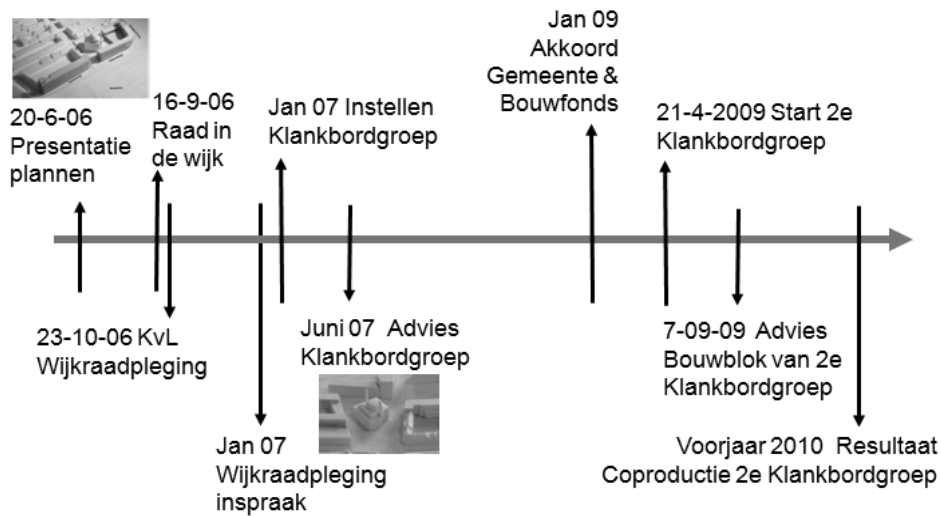 20-6-06
Presentatie
plannen
16-9-06
Raad in
de wijk
Jan 07 Instellen
Klankbordgroep
Jan 09
Akkoord
Gemeente &
Bouwfonds
21-4-2009 Start 2e
Klankbordgroep
23-10-06 KvL
Wijkraadpleging
Jan 07
Wijkraadpleging
inspraak
Juni 07 Advies
Klankbordgroep
7-09-09 Advies
Bouwblok van 2e
Klankbordgroep
Voorjaar 2010 Resultaat
Coproductie 2e Klankbordgroep